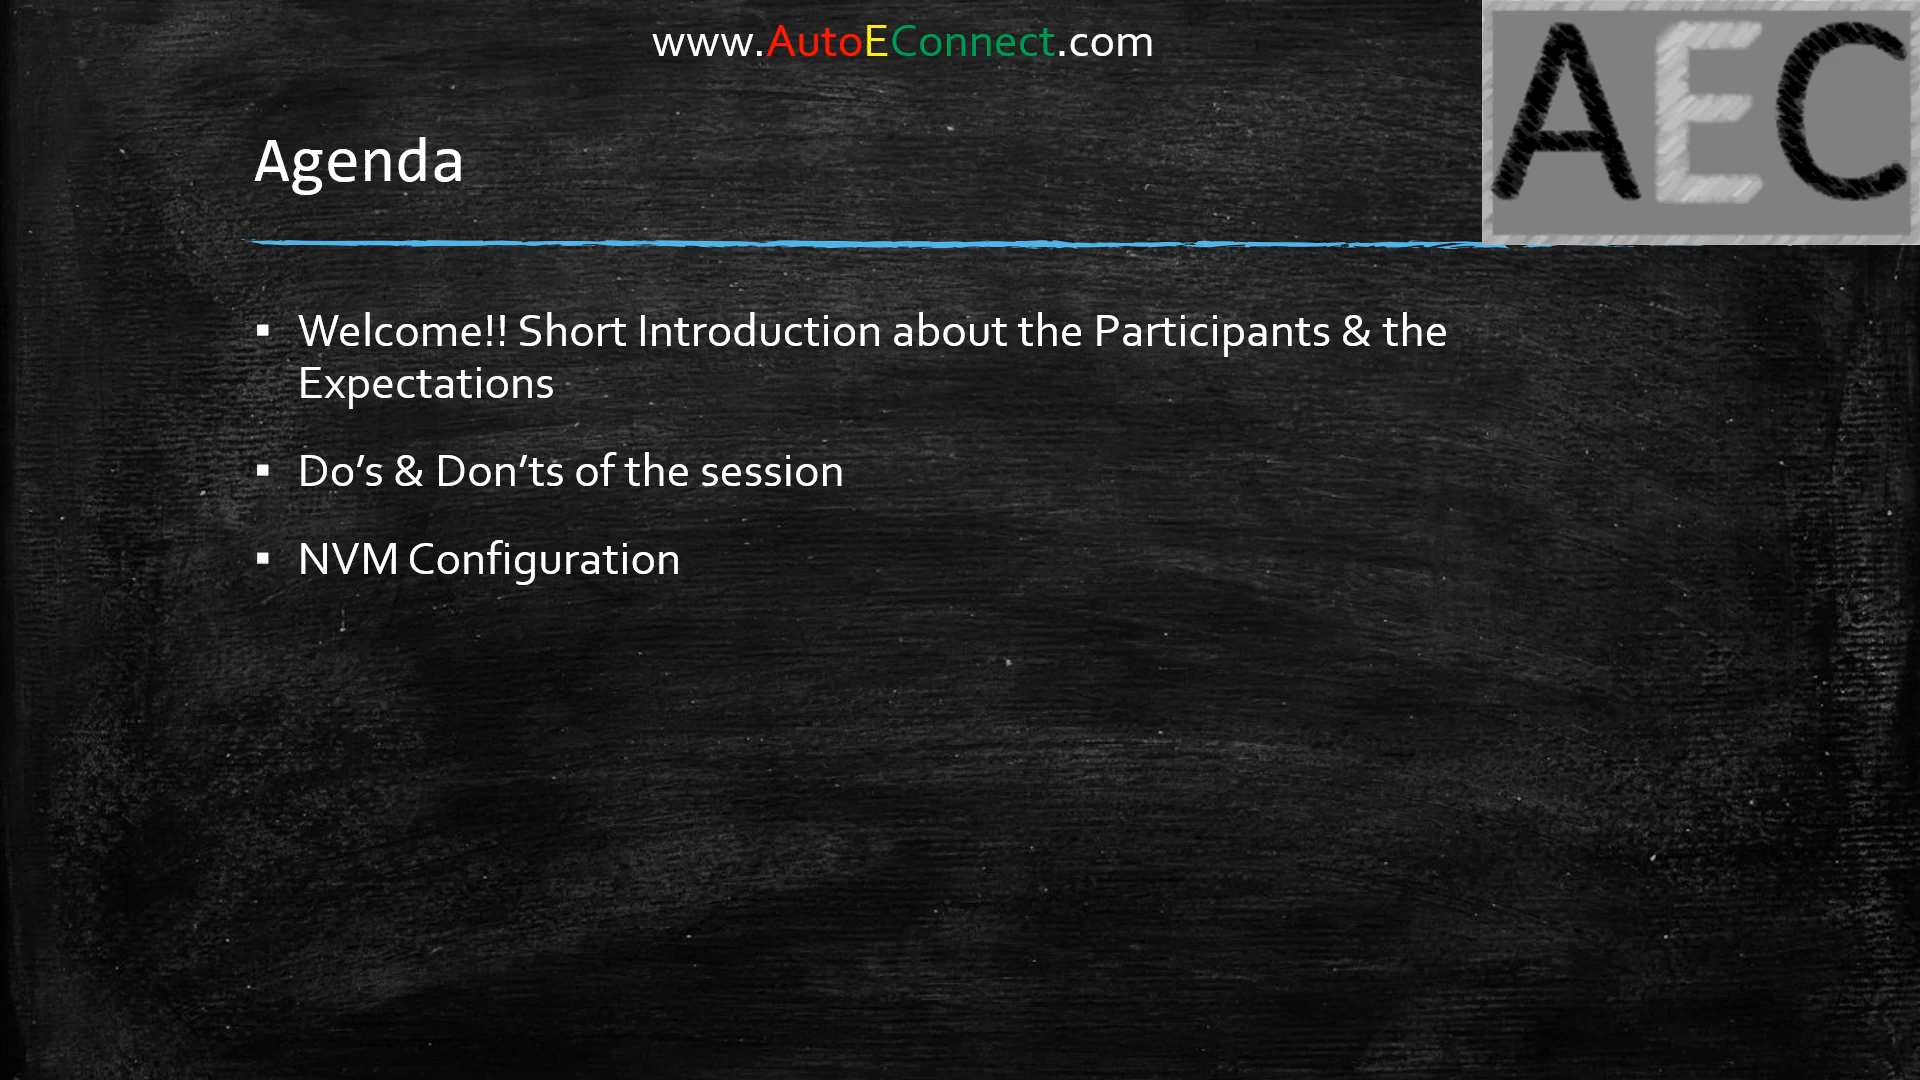 www.AutoEConnect.com
AEC
Agenda
▪ Welcome!! Short Introduction about the Participants & the
Expectations
▪ Do’s & Don’ts of the session
▪ NVM Configuration